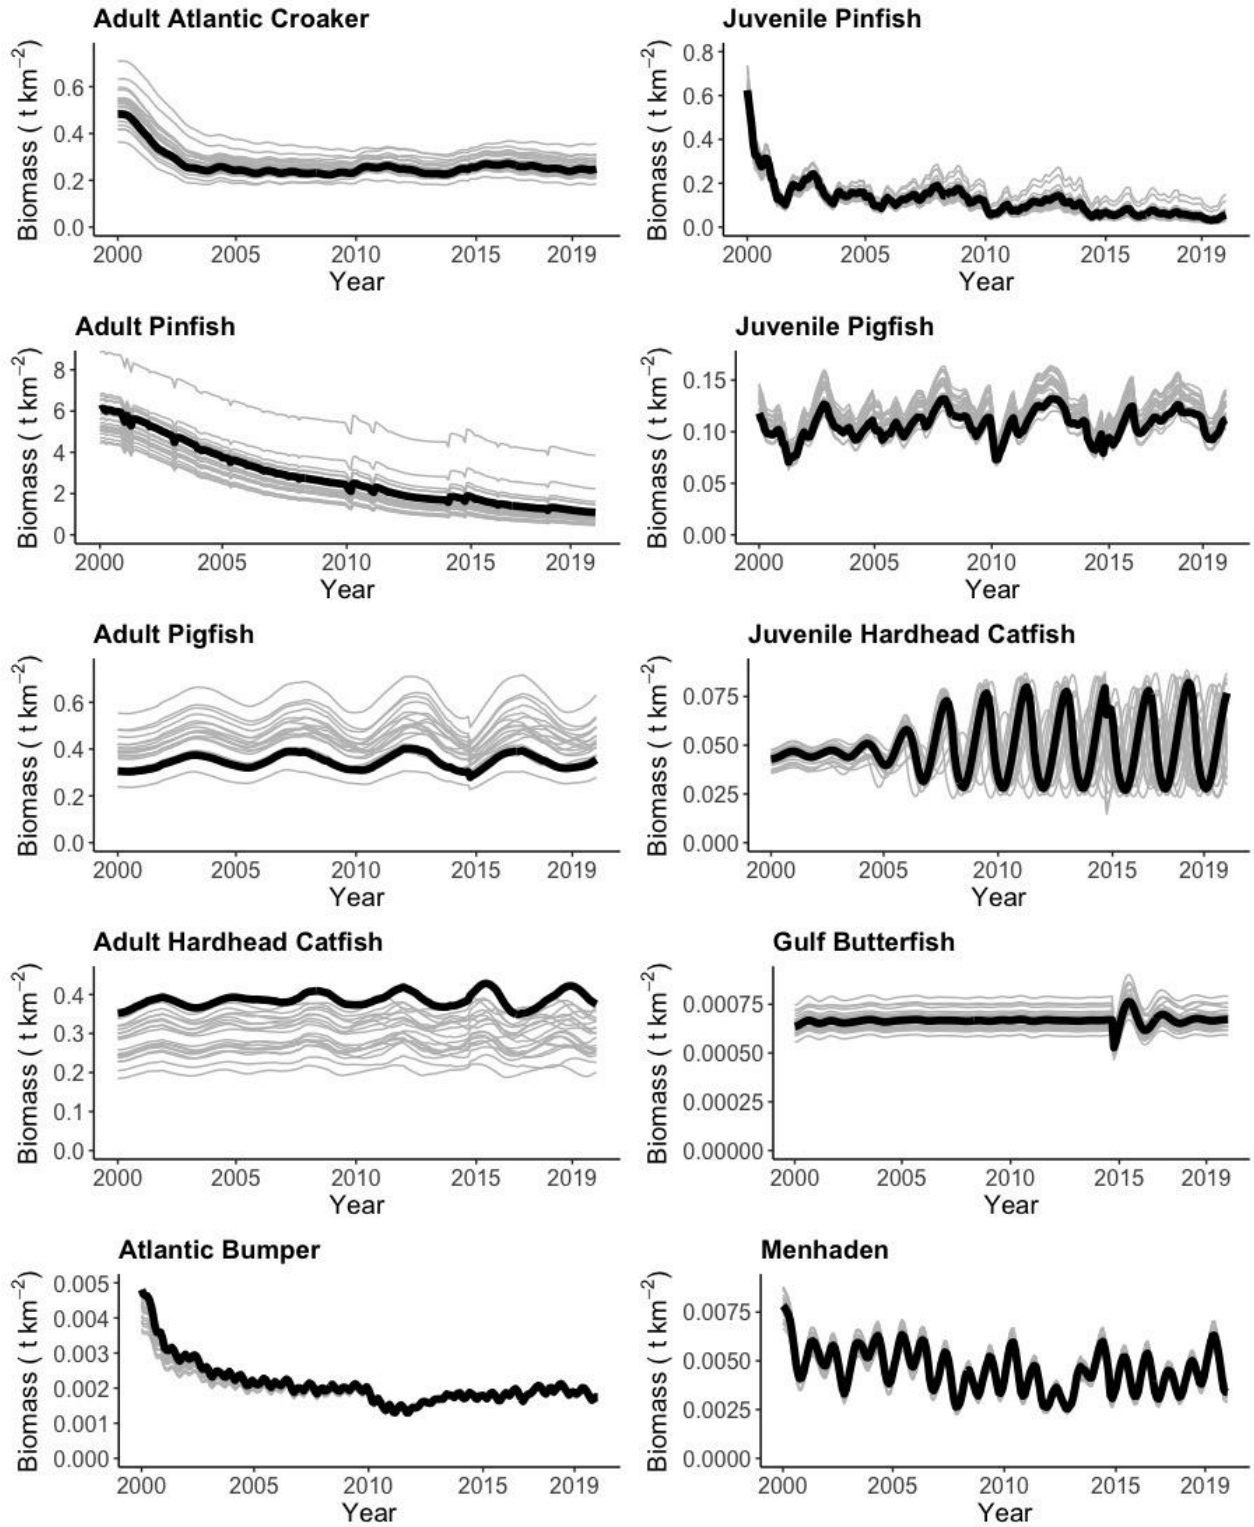 Adult Atlantic Croaker
Biomass ( t km⁻²)
0.6
0.4
0.2
0.0
2000 2005 2010 2015 2019
Year
Juvenile Pinfish
Biomass ( t km⁻²)
0.8
0.6
0.4
0.2
0.0
2000 2005 2010 2015 2019
Year
Adult Pinfish
Biomass ( t km⁻²)
8
6
4
2
0
2000 2005 2010 2015 2019
Year
Juvenile Pigfish
Biomass ( t km⁻²)
0.15
0.10
0.05
0.00
2000 2005 2010 2015 2019
Year
Adult Pigfish
Biomass ( t km⁻²)
0.6
0.4
0.2
0.0
2000 2005 2010 2015 2019
Year
Juvenile Hardhead Catfish
Biomass ( t km⁻²)
0.075
0.050
0.025
0.000
2000 2005 2010 2015 2019
Year
Adult Hardhead Catfish
Biomass ( t km⁻²)
0.4
0.3
0.2
0.1
0.0
2000 2005 2010 2015 2019
Year
Gulf Butterfish
Biomass ( t km⁻²)
0.00075
0.00050
0.00025
0.00000
2000 2005 2010 2015 2019
Year
Atlantic Bumper
Biomass ( t km⁻²)
0.005
0.004
0.003
0.002
0.001
0.000
2000 2005 2010 2015 2019
Year
Menhaden
Biomass ( t km⁻²)
0.0075
0.0050
0.0025
0.0000
2000 2005 2010 2015 2019
Year